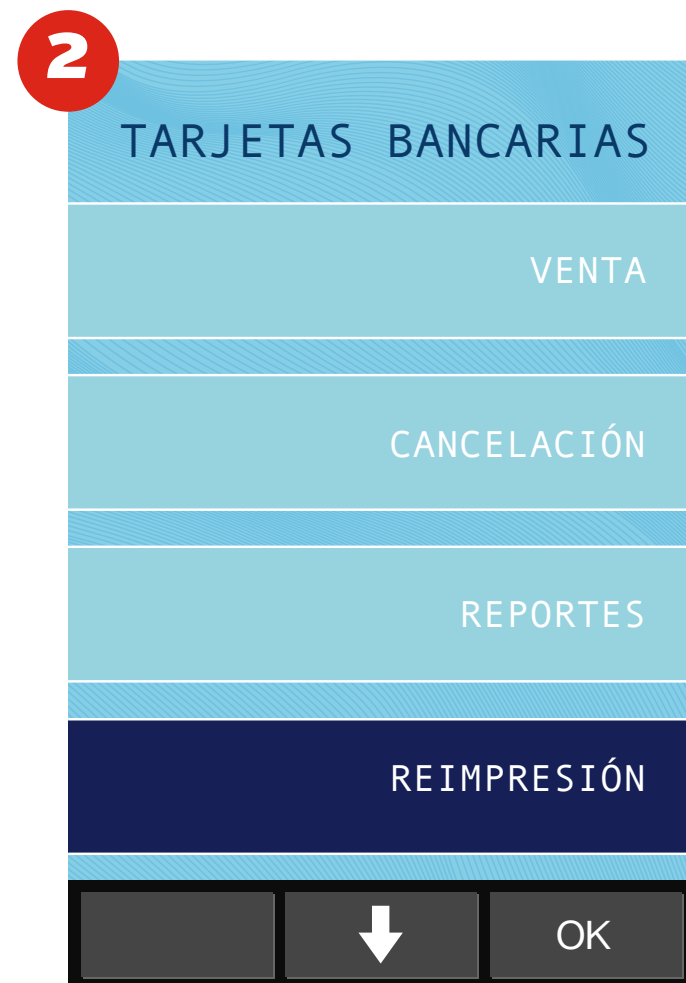 2
TARJETAS BANCARIAS
VENTA
CANCELACIÓN
REPORTES
REIMPRESIÓN
OK